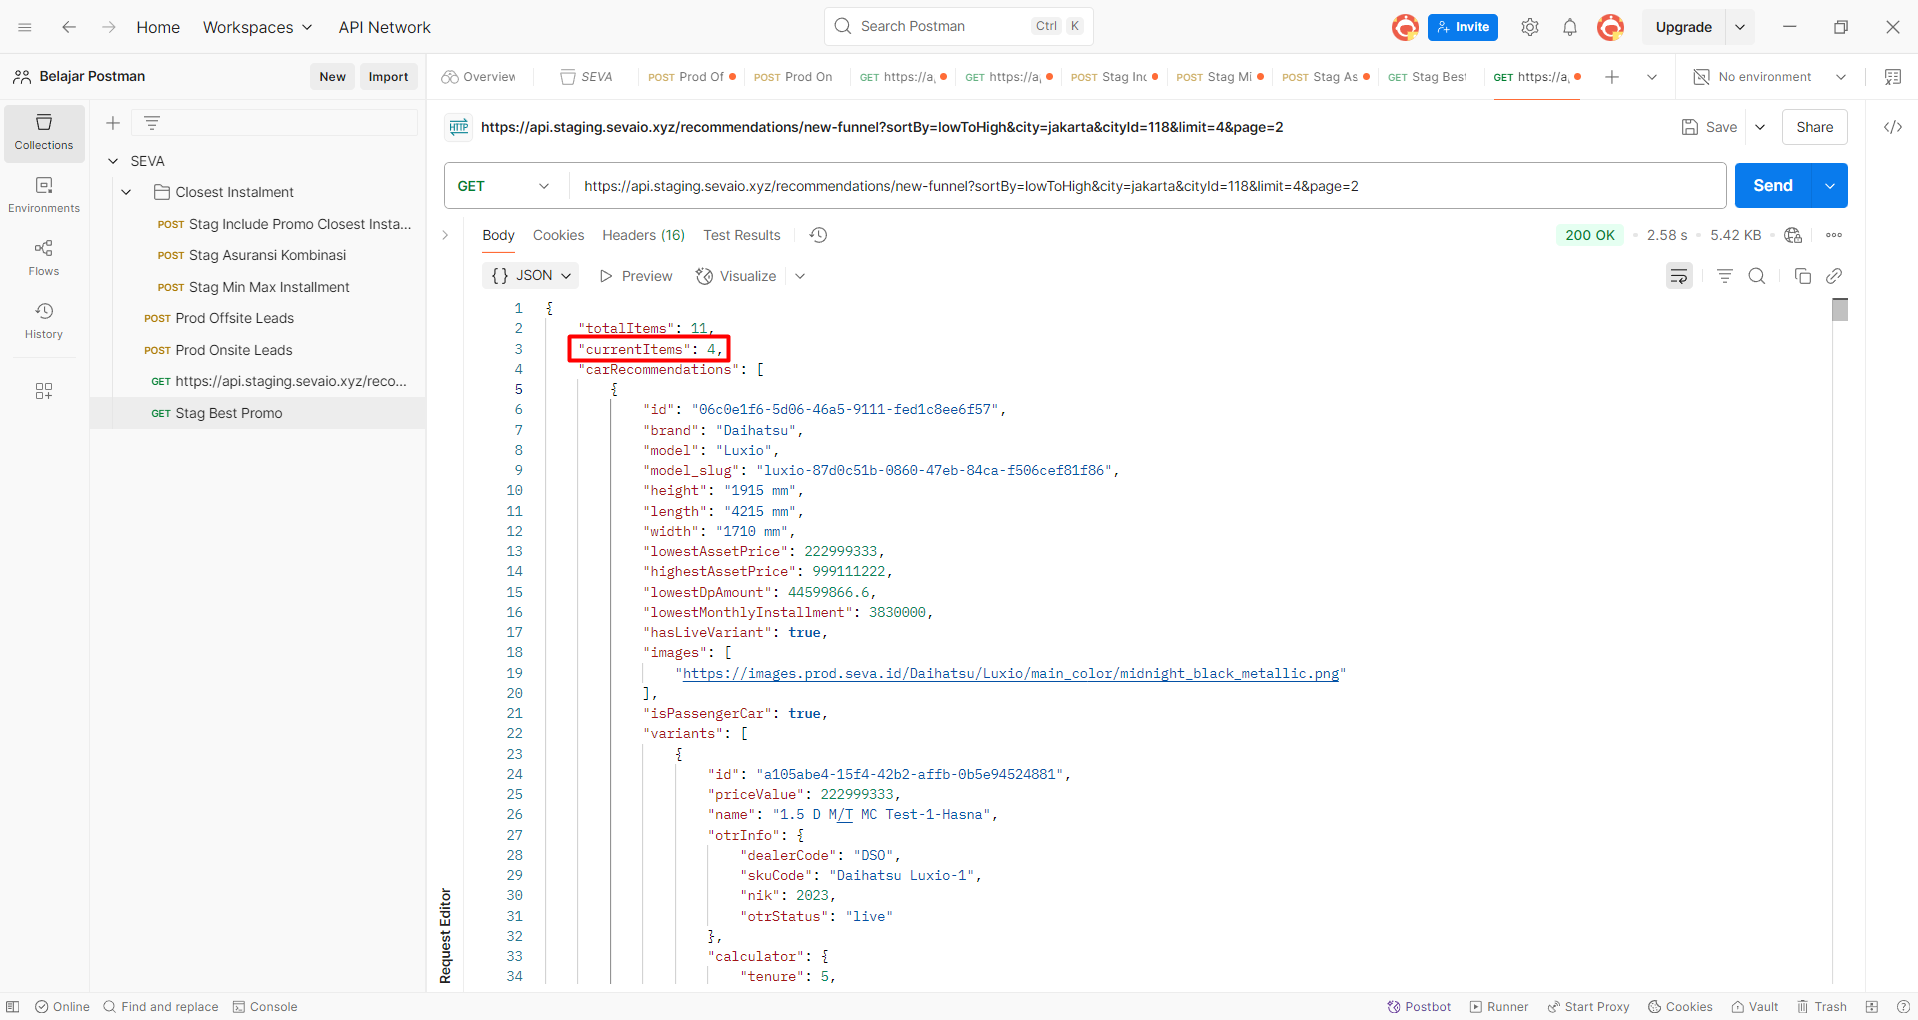 Home
Workspaces
API Network
Search Postman
Ctrl K
Invite
Upgrade
Belajar Postman
New
Import
Overview
SEVA
POST Prod Of
POST Prod On
GET https://a
GET https://a
POST Stag Inc
POST Stag Mi
POST Stag As
GET Stag Best
GET https://a
No environment
Collections
Environments
Flows
History
SEVA
Closest Instalment
POST Stag Include Promo Closest Insta...
POST Stag Asuransi Kombinasi
POST Stag Min Max Installment
POST Prod Offsite Leads
POST Prod Onsite Leads
GET https://api.staging.sevaio.xyz/reco...
GET Stag Best Promo
HTTP https://api.staging.sevaio.xyz/recommendations/new-funnel?sortBy=lowToHigh&city=jakarta&cityId=118&limit=4&page=2
Save
Share
GET https://api.staging.sevaio.xyz/recommendations/new-funnel?sortBy=lowToHigh&city=jakarta&cityId=118&limit=4&page=2
Send
Body Cookies Headers (16) Test Results
200 OK • 2.58 s • 5.42 KB
{} JSON Preview Visualize
1 {
2 "totalItems": 11,
3 "currentItems": 4,
4 "carRecommendations": [
5 {
6 "id": "06c0e1f6-5d06-46a5-9111-fed1c8ee6f57",
7 "brand": "Daihatsu",
8 "model": "Luxio",
9 "model_slug": "luxio-87d0c51b-0860-47eb-84ca-f506cef81f86",
10 "height": "1915 mm",
11 "length": "4215 mm",
12 "width": "1710 mm",
13 "lowestAssetPrice": 222999333,
14 "highestAssetPrice": 999111222,
15 "lowestDpAmount": 44599866.6,
16 "lowestMonthlyInstallment": 3830000,
17 "hasLiveVariant": true,
18 "images": [
19 "https://images.prod.seva.id/Daihatsu/Luxio/main_color/midnight_black_metallic.png"
20 ],
21 "isPassengerCar": true,
22 "variants": [
23 {
24 "id": "a105abe4-15f4-42b2-affb-0b5e94524881",
25 "priceValue": 222999333,
26 "name": "1.5 D M/T MC Test-1-Hasna",
27 "otrInfo": {
28 "dealerCode": "DSO",
29 "skuCode": "Daihatsu Luxio-1",
30 "nik": 2023,
31 "otrStatus": "live"
32 },
33 "calculator": {
34 "tenure": 5,
Request Editor
Online
Find and replace
Console
Postbot
Runner
Start Proxy
Cookies
Vault
Trash